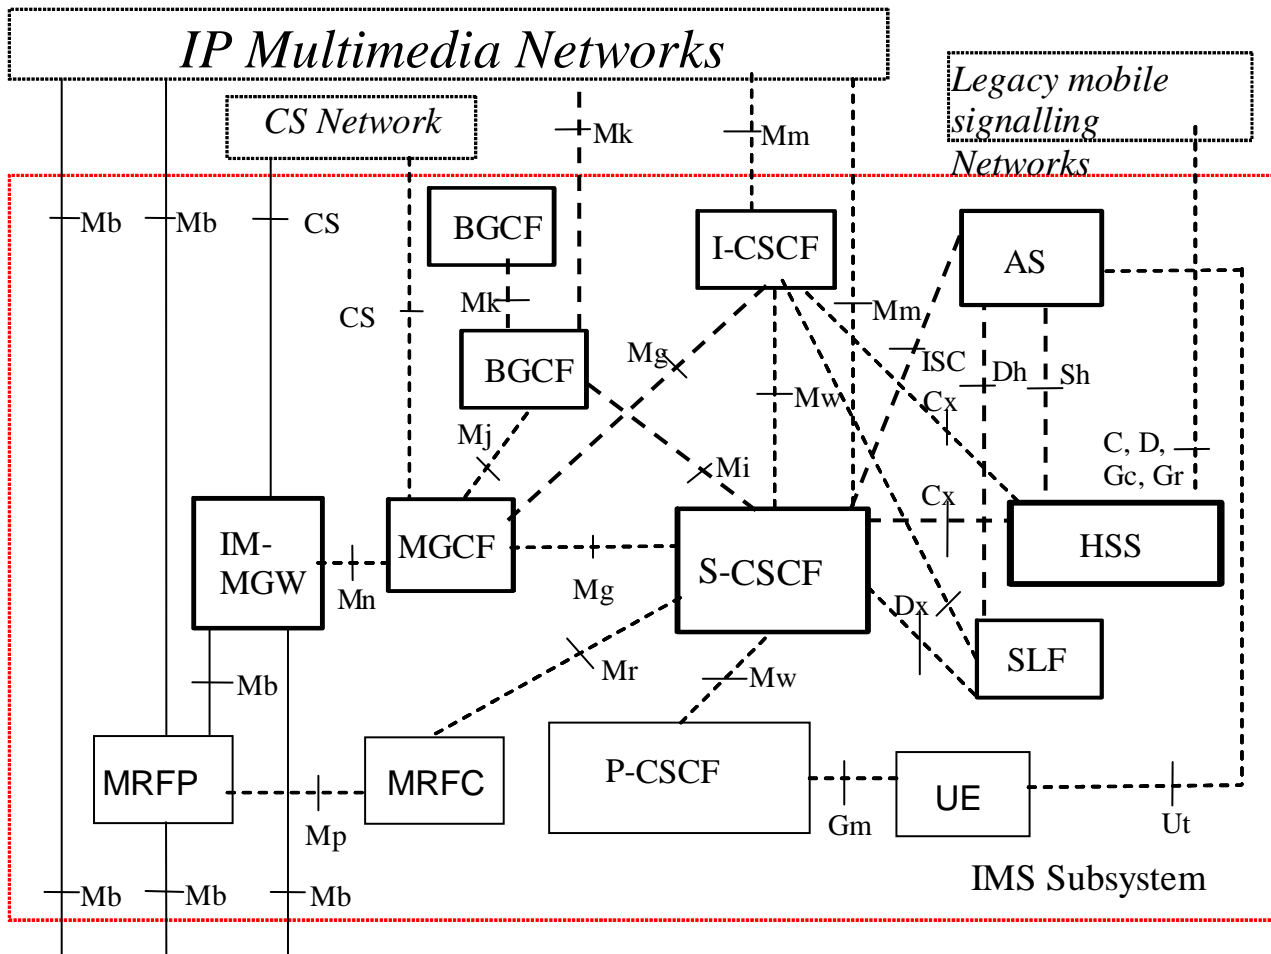 IP Multimedia Networks
Legacy mobile
signalling
Networks
CS Network
Mk
Mm
Mb
Mb
CS
BGCF
I-CSCF
AS
Mk
CS
Mm
Mg
ISC
BGCF
Dh
Sh
Mw
Cx
Mj
Mi
C, D,
Gc, Gr
Cx
IM-
MGW
MGCF
S-CSCF
HSS
Mn
Mg
Dx
SLF
Mr
Mb
Mw
MRFP
MRFC
P-CSCF
UE
Mp
Gm
Ut
IMS Subsystem
Mb
Mb
Mb